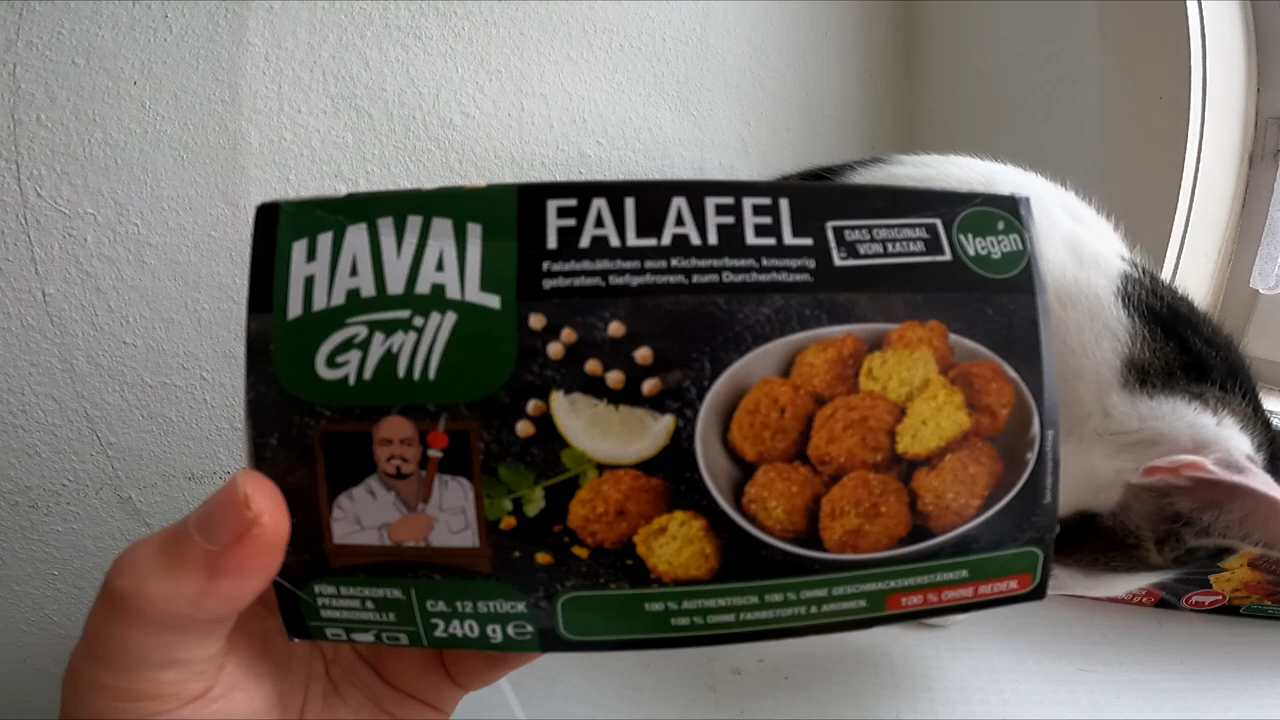 HAVAL
Grill
FALAFEL
Falafelbällchen aus Kichererbsen, knusprig
gebraten, tiefgefroren, zum Durcherhitzen.
DAS ORIGINAL
VON XATAR
Vegan
FÜR BACKOFEN,
PFANNE &
MIKROWELLE
CA. 12 STÜCK
240 g e
100 % AUTHENTISCH. 100 % OHNE GESCHMACKSVERSTÄRKER.
100 % OHNE FARBSTOFFE & AROMEN.
100 % OHNE REDEN.